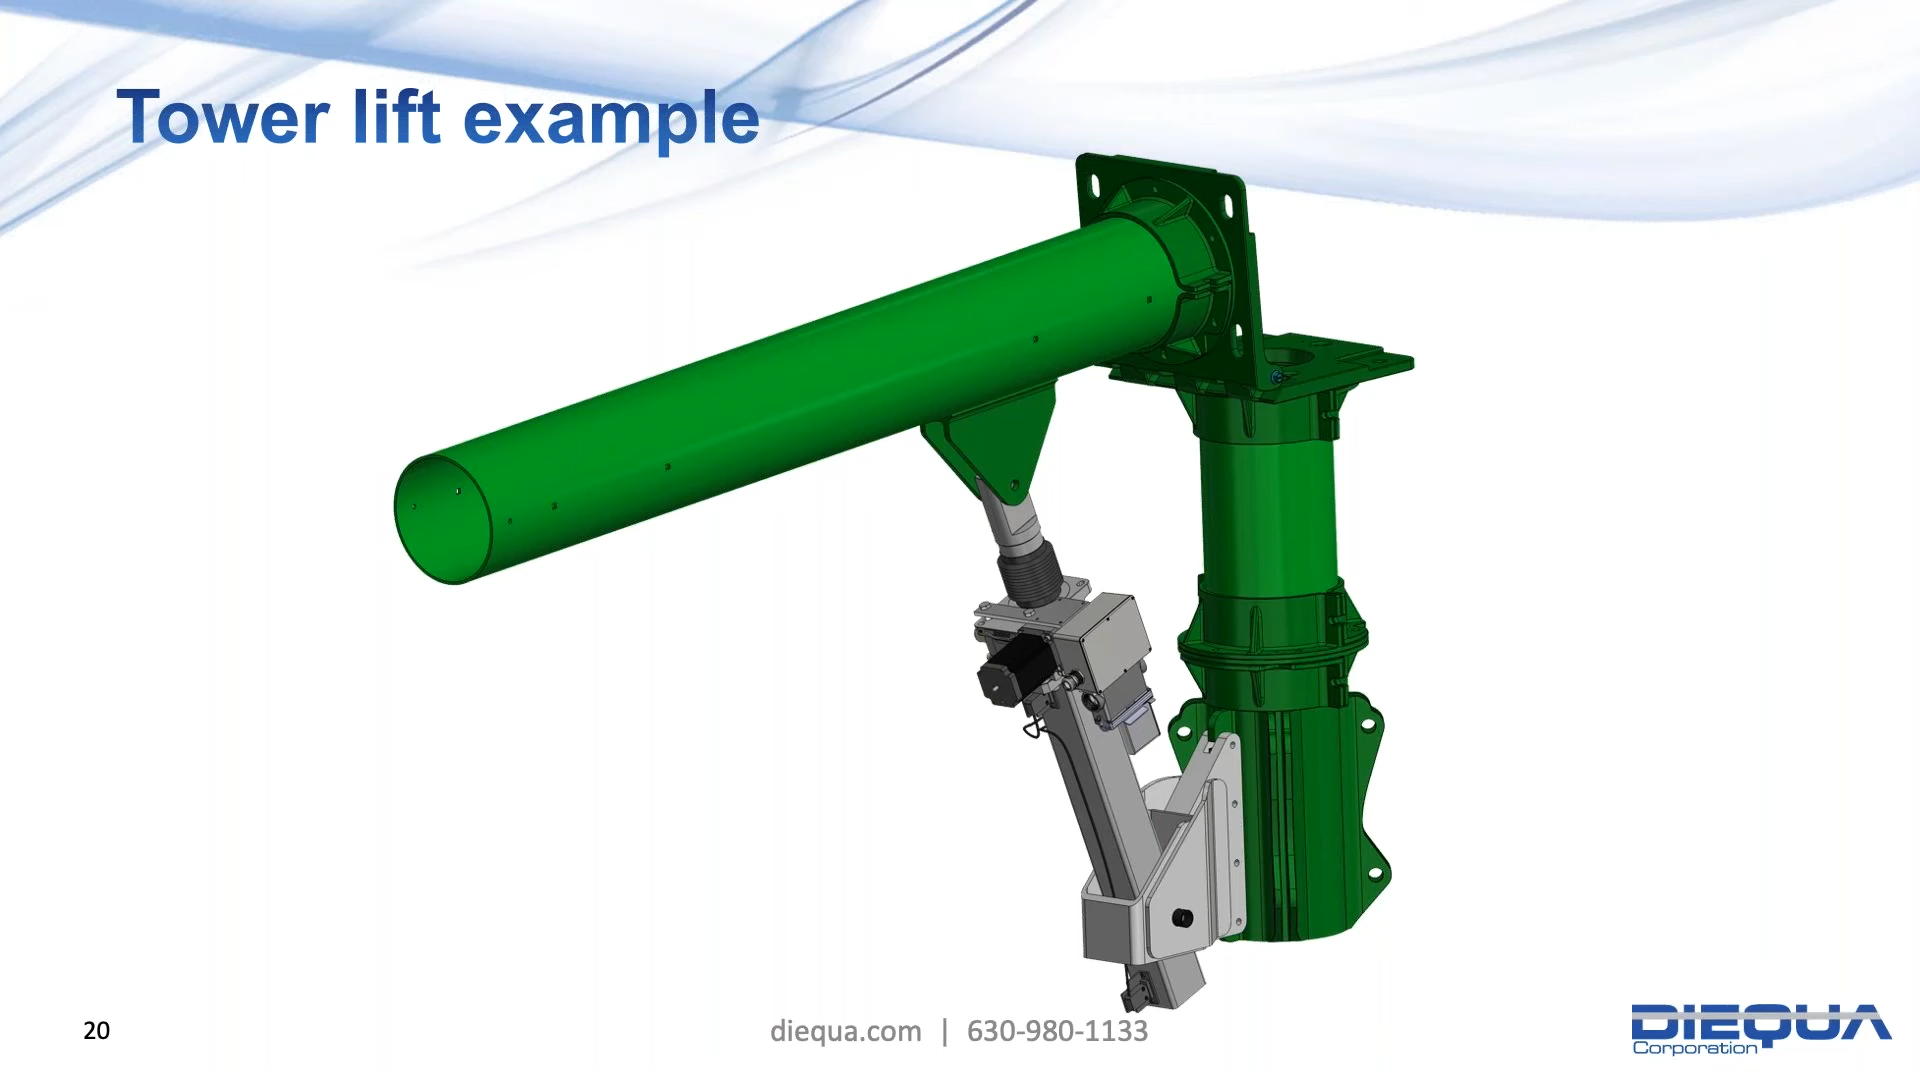 Tower lift example
20
diequa.com | 630-980-1133
DIEQUA
Corporation